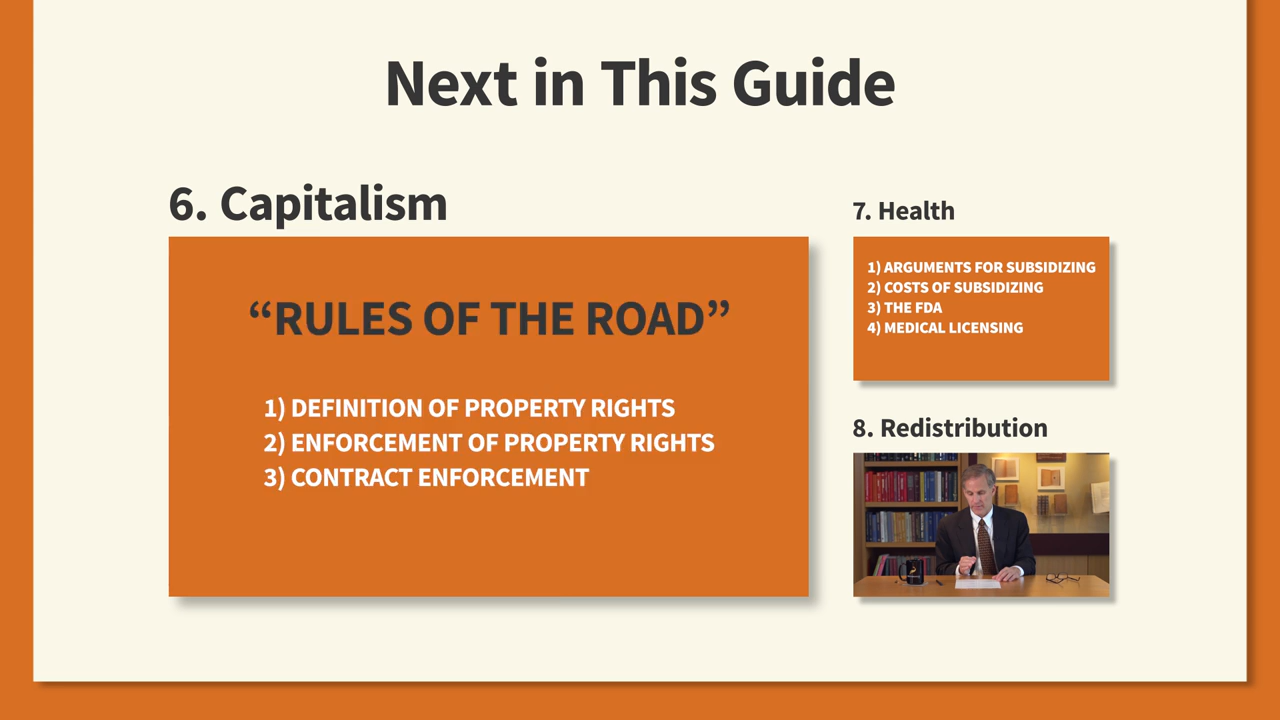 Next in This Guide
6. Capitalism
“RULES OF THE ROAD”
1) DEFINITION OF PROPERTY RIGHTS
2) ENFORCEMENT OF PROPERTY RIGHTS
3) CONTRACT ENFORCEMENT
7. Health
1) ARGUMENTS FOR SUBSIDIZING
2) COSTS OF SUBSIDIZING
3) THE FDA
4) MEDICAL LICENSING
8. Redistribution